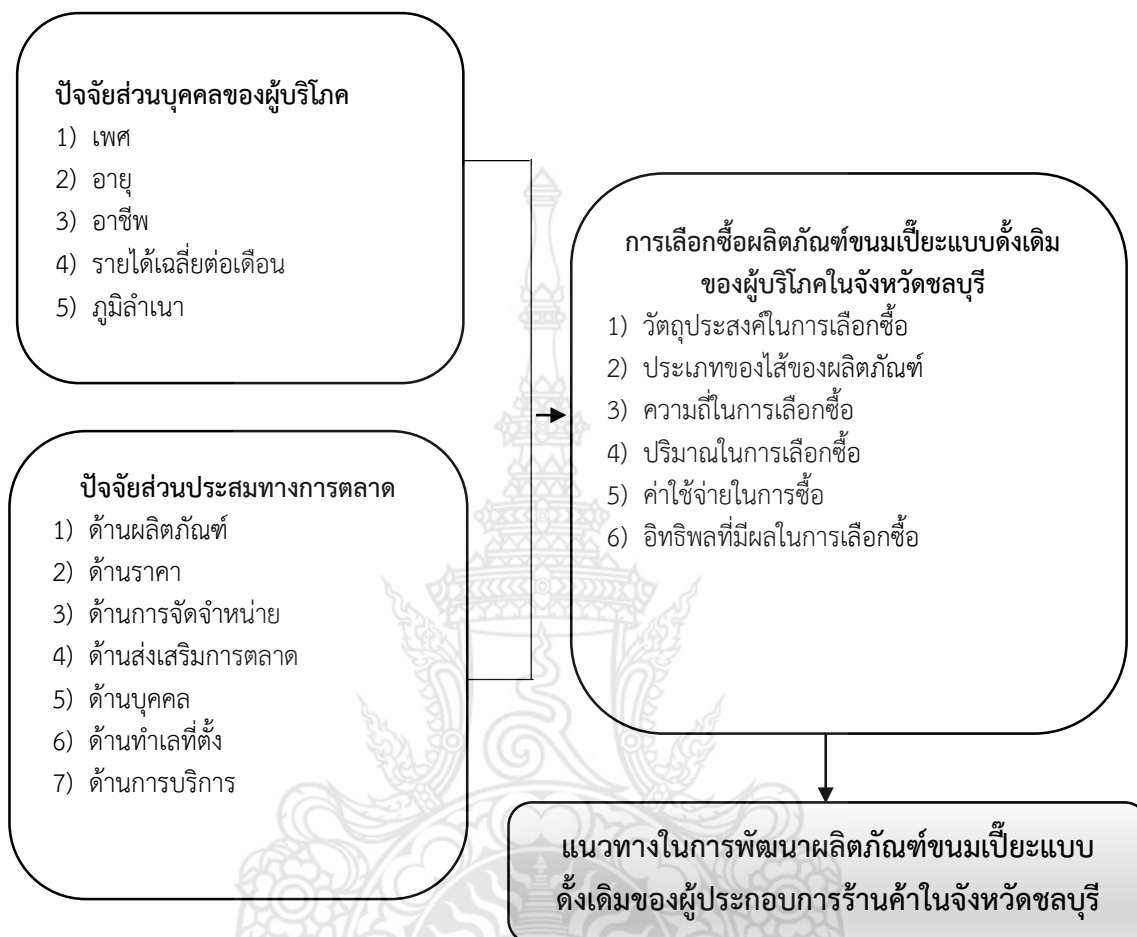 ปัจจัยส่วนบุคคลของผู้บริโภค
1) เพศ
2) อายุ
3) อาชีพ
4) รายได้เฉลี่ยต่อเดือน
5) ภูมิลำเนา
ปัจจัยส่วนประสมทางการตลาด
1) ด้านผลิตภัณฑ์
2) ด้านราคา
3) ด้านการจัดจำหน่าย
4) ด้านส่งเสริมการตลาด
5) ด้านบุคคล
6) ด้านทำเลที่ตั้ง
7) ด้านการบริการ
การเลือกซื้อผลิตภัณฑ์ขนมเปี๊ยะแบบดั้งเดิม
ของผู้บริโภคในจังหวัดชลบุรี
1) วัตถุประสงค์ในการเลือกซื้อ
2) ประเภทของไส้ของผลิตภัณฑ์
3) ความถี่ในการเลือกซื้อ
4) ปริมาณในการเลือกซื้อ
5) ค่าใช้จ่ายในการซื้อ
6) อิทธิพลที่มีผลในการเลือกซื้อ
แนวทางในการพัฒนาผลิตภัณฑ์ขนมเปี๊ยะแบบ
ดั้งเดิมของผู้ประกอบการร้านค้าในจังหวัดชลบุรี